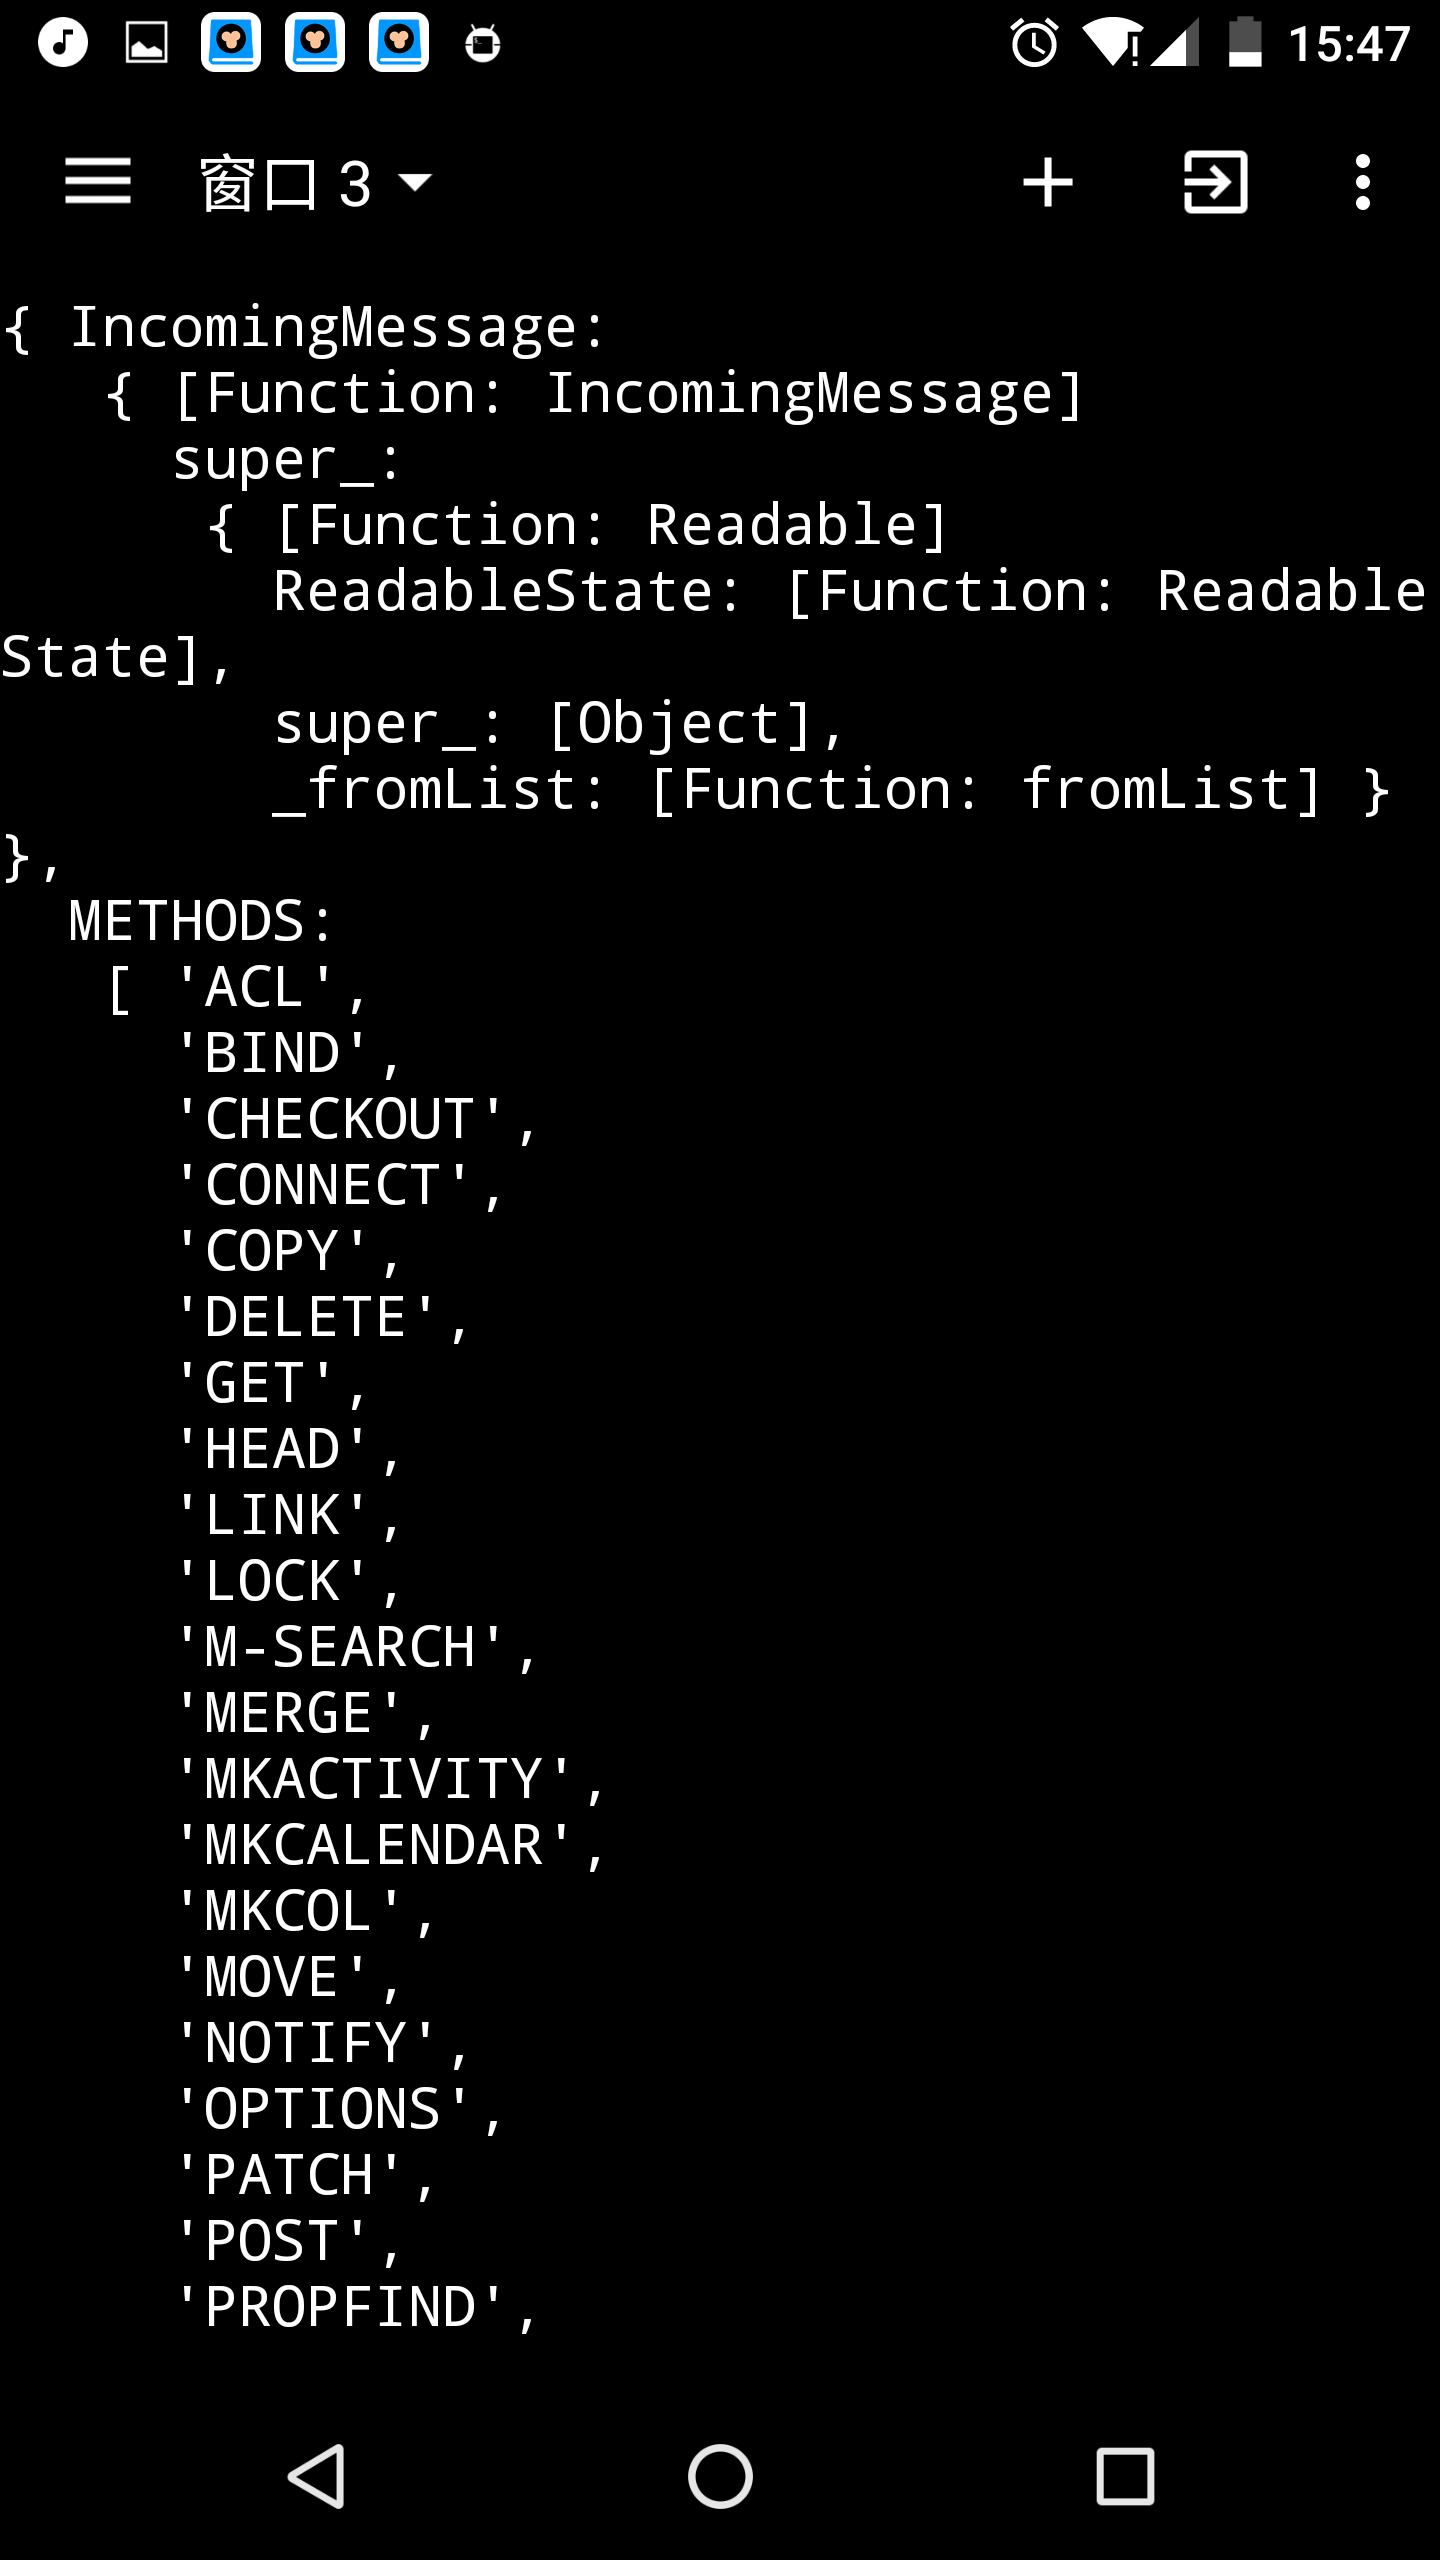 15:47
窗口 3
{ IncomingMessage:
   { [Function: IncomingMessage]
     super_:
      { [Function: Readable]
        ReadableState: [Function: Readable
State],
        super_: [Object],
        _fromList: [Function: fromList] }
},
  METHODS:
   [ 'ACL',
     'BIND',
     'CHECKOUT',
     'CONNECT',
     'COPY',
     'DELETE',
     'GET',
     'HEAD',
     'LINK',
     'LOCK',
     'M-SEARCH',
     'MERGE',
     'MKACTIVITY',
     'MKCALENDAR',
     'MKCOL',
     'MOVE',
     'NOTIFY',
     'OPTIONS',
     'PATCH',
     'POST',
     'PROPFIND',